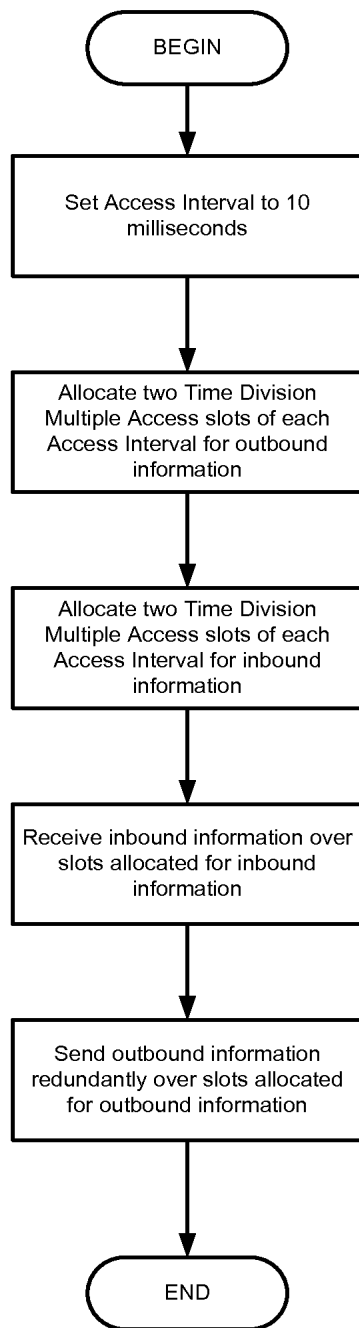 BEGIN
Set Access Interval to 10
milliseconds
Allocate two Time Division
Multiple Access slots of each
Access Interval for outbound
information
Allocate two Time Division
Multiple Access slots of each
Access Interval for inbound
information
Receive inbound information over
slots allocated for inbound
information
Send outbound information
redundantly over slots allocated
for outbound information
END